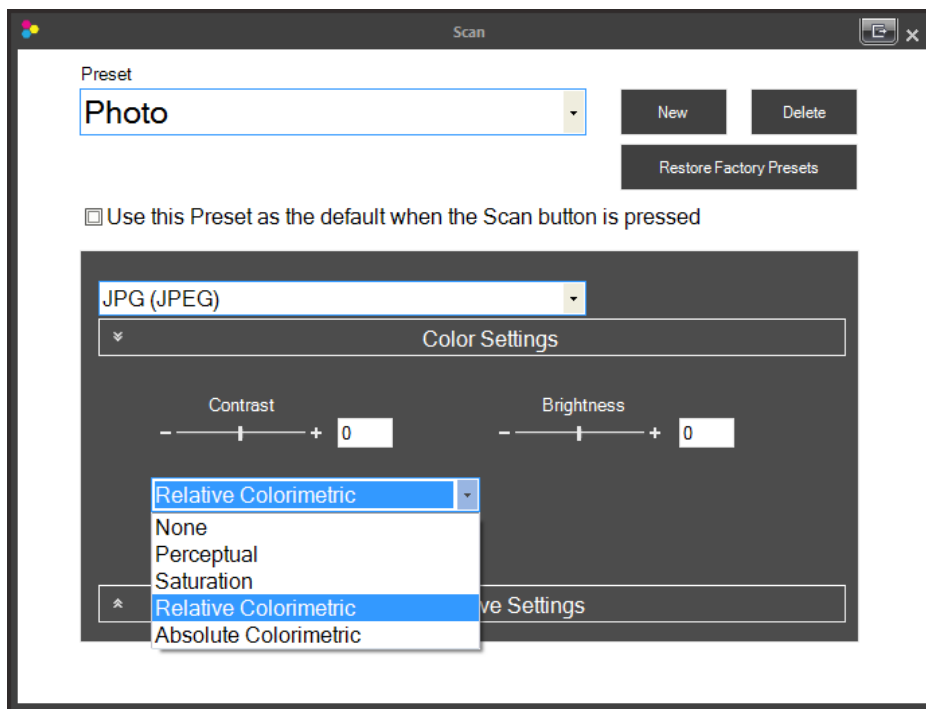 Scan
Preset
Photo
New
Delete
Restore Factory Presets
Use this Preset as the default when the Scan button is pressed
JPG (JPEG)
Color Settings
Contrast
Brightness
- + 0
- + 0
Relative Colorimetric
None
Perceptual
Saturation
Relative Colorimetric
Absolute Colorimetric
Settings